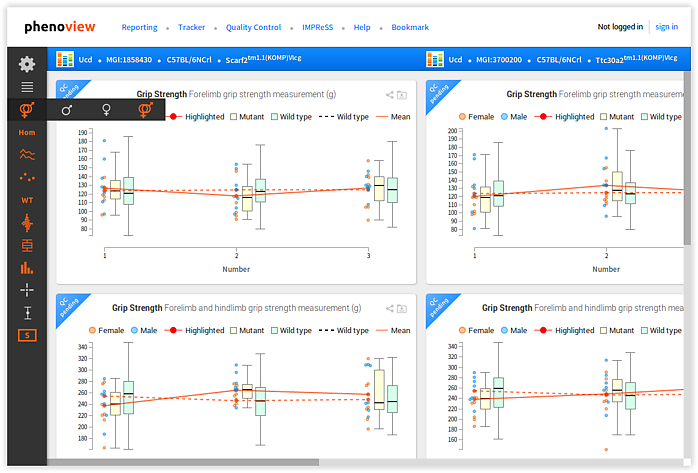 phenoview
Reporting • Tracker • Quality Control • IMPReSS • Help • Bookmark
Not logged in sign in
Ucd • MGI:1858430 • C57BL/6NCrl • Scarf2tm1.1(KOMP)Vlcg
Ucd • MGI:3700200 • C57BL/6NCrl • Ttc30a2tm1.1(KOMP)Vlcg
Hom
WT
S
QC pending
Grip Strength Forelimb grip strength measurement (g)
Highlighted Mutant Wild type Wild type Mean
190
180
170
160
150
140
130
120
110
100
90
80
1 2 3
Number
QC pending
Grip Strength Forelimb grip strength measurement (g)
Female Male Highlighted Mutant Wild type
200
190
180
170
160
150
140
130
120
110
100
90
80
1 2
Number
QC pending
Grip Strength Forelimb and hindlimb grip strength measurement (g)
Female Male Highlighted Mutant Wild type Wild type Mean
340
320
300
280
260
240
220
200
180
160
QC pending
Grip Strength Forelimb and hindlimb grip strength meas
Female Male Highlighted Mutant Wild type
340
320
300
280
260
240
220
200
180
160